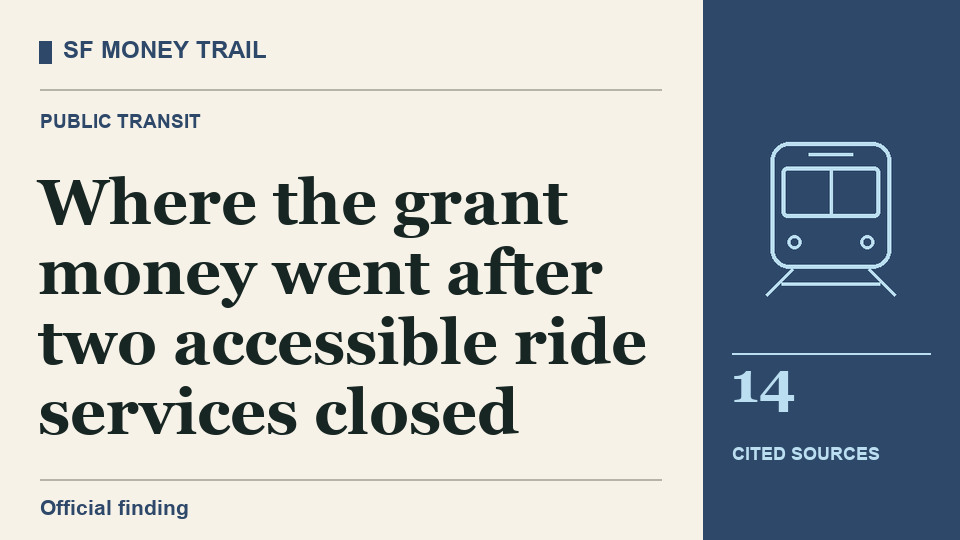 SF MONEY TRAIL
PUBLIC TRANSIT
Where the grant
money went after
two accessible ride
services closed
Official finding
14
CITED SOURCES